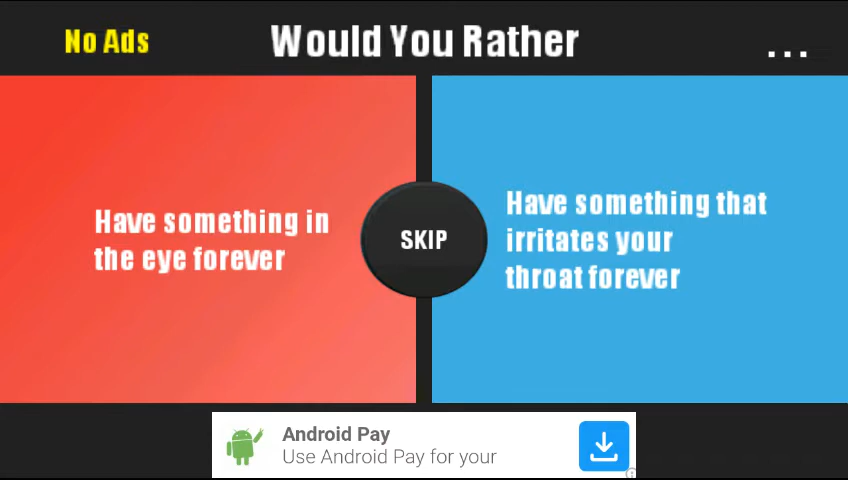 No Ads
Would You Rather
...
Have something in
the eye forever
SKIP
Have something that
irritates your
throat forever
Android Pay
Use Android Pay for your